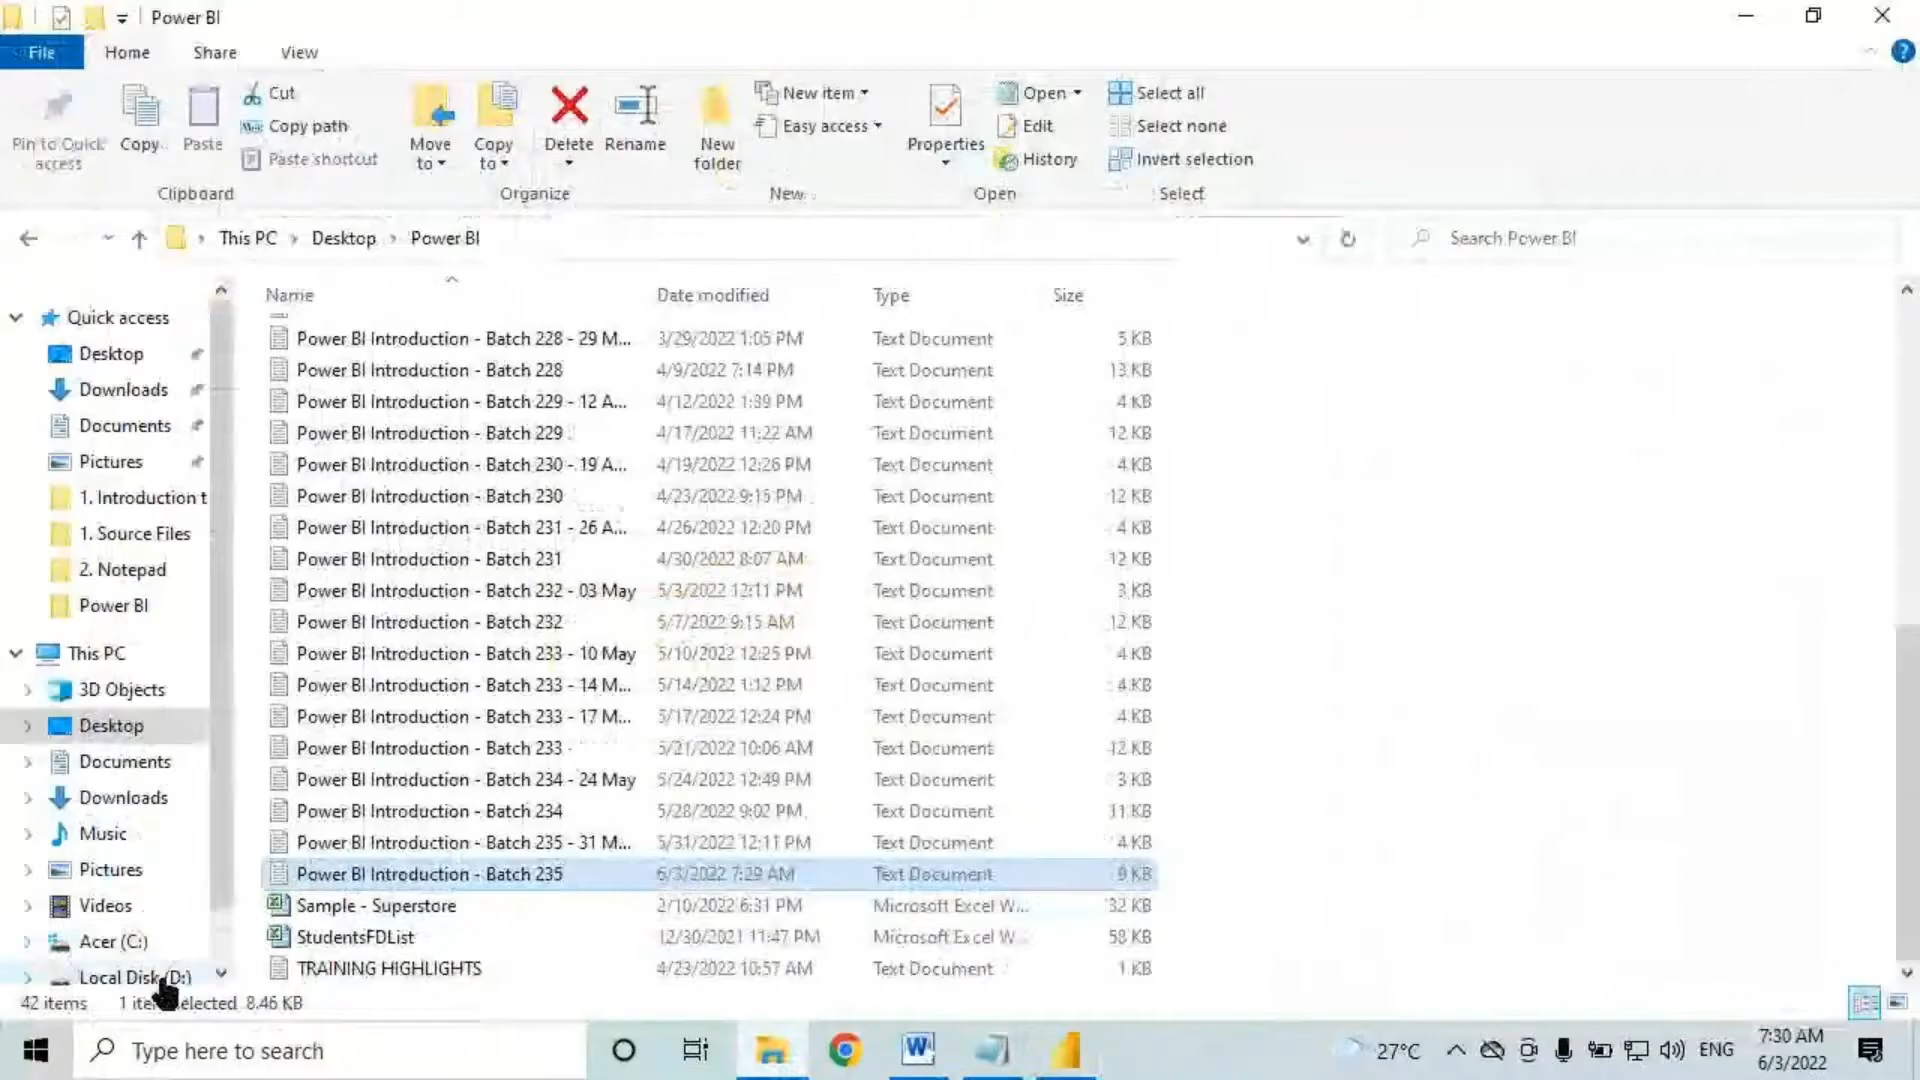 Power BI
File Home Share View
Pin to Quick access
Copy
Paste
Cut
Copy path
Paste shortcut
Clipboard
Move to
Copy to
Delete
Rename
Organize
New folder
New item
Easy access
New
Properties
Open
Edit
History
Open
Select all
Select none
Invert selection
Select
This PC Desktop Power BI
Search Power BI
Quick access
Desktop
Downloads
Documents
Pictures
1. Introduction t
1. Source Files
2. Notepad
Power BI
This PC
3D Objects
Desktop
Documents
Downloads
Music
Pictures
Videos
Acer (C:)
Local Disk (D:)
Name Date modified Type Size
Power BI Introduction - Batch 228 - 29 M... 3/29/2022 1:05 PM Text Document 5 KB
Power BI Introduction - Batch 228 4/9/2022 7:14 PM Text Document 13 KB
Power BI Introduction - Batch 229 - 12 A... 4/12/2022 1:39 PM Text Document 4 KB
Power BI Introduction - Batch 229 4/17/2022 11:22 AM Text Document 12 KB
Power BI Introduction - Batch 230 - 19 A... 4/19/2022 12:26 PM Text Document 4 KB
Power BI Introduction - Batch 230 4/23/2022 9:15 PM Text Document 12 KB
Power BI Introduction - Batch 231 - 26 A... 4/26/2022 12:20 PM Text Document 4 KB
Power BI Introduction - Batch 231 4/30/2022 8:07 AM Text Document 12 KB
Power BI Introduction - Batch 232 - 03 May 5/3/2022 12:11 PM Text Document 3 KB
Power BI Introduction - Batch 232 5/7/2022 9:15 AM Text Document 12 KB
Power BI Introduction - Batch 233 - 10 May 5/10/2022 12:25 PM Text Document 4 KB
Power BI Introduction - Batch 233 - 14 M... 5/14/2022 1:12 PM Text Document 4 KB
Power BI Introduction - Batch 233 - 17 M... 5/17/2022 12:24 PM Text Document 4 KB
Power BI Introduction - Batch 233 5/21/2022 10:06 AM Text Document 12 KB
Power BI Introduction - Batch 234 - 24 May 5/24/2022 12:49 PM Text Document 3 KB
Power BI Introduction - Batch 234 5/28/2022 9:02 PM Text Document 11 KB
Power BI Introduction - Batch 235 - 31 M... 5/31/2022 12:11 PM Text Document 4 KB
Power BI Introduction - Batch 235 6/3/2022 7:29 AM Text Document 9 KB
Sample - Superstore 2/10/2022 6:31 PM Microsoft Excel W... 32 KB
StudentsFDList 12/30/2021 11:47 PM Microsoft Excel W... 58 KB
TRAINING HIGHLIGHTS 4/23/2022 10:57 AM Text Document 1 KB
42 items 1 item selected 8.46 KB
Type here to search
27°C ENG
7:30 AM
6/3/2022